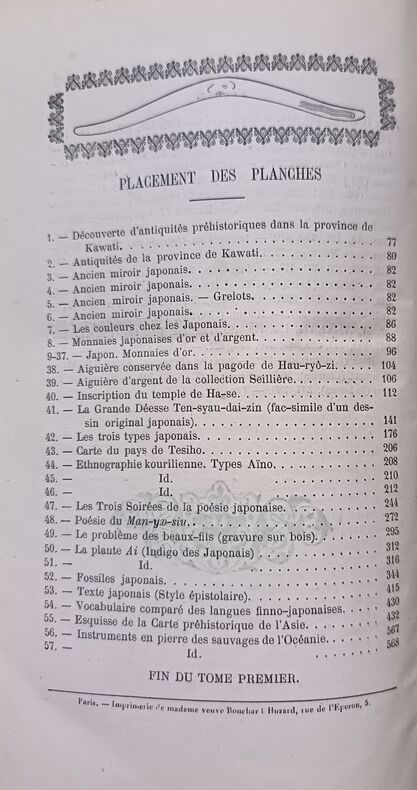 PLACEMENT DES PLANCHES
1. — Découverte d'antiquités préhistoriques dans la province de
Kawati. . . . . . . . . . . . . . . . . . . . 77
2. — Antiquités de la province de Kawati. . . . . . . . . . . 80
3. — Ancien miroir japonais. . . . . . . . . . . . . . . . 82
4. — Ancien miroir japonais. . . . . . . . . . . . . . . . 82
5. — Ancien miroir japonais. — Grelots. . . . . . . . . . . 82
6. — Ancien miroir japonais. . . . . . . . . . . . . . . . 82
7. — Les couleurs chez les Japonais. . . . . . . . . . . . . 86
8. — Monnaies japonaises d'or et d'argent. . . . . . . . . . 88
9-37. — Japon. Monnaies d'or. . . . . . . . . . . . . . . 96
38. — Aiguière conservée dans la pagode de Hau-ryô-zi. . . . . 104
39. — Aiguière d'argent de la collection Seillière. . . . . . . 106
40. — Inscription du temple de Ha-se. . . . . . . . . . . . 112
41. — La Grande Déesse Ten-syau-dai-zin (fac-simile d'un des-
sin original japonais). . . . . . . . . . . . . . . 141
42. — Les trois types japonais. . . . . . . . . . . . . . . 176
43. — Carte du pays de Tesiho. . . . . . . . . . . . . . . 206
44. — Ethnographie kourilienne. Types Aïno. . . . . . . . . . 208
45. — Id. 210
46. — Id. 212
47. — Les Trois Soirées de la poésie japonaise. . . . . . . . . 244
48. — Poésie du Man-yo-siu. . . . . . . . . . . . . . . . 272
49. — Le problème des beaux-fils (gravure sur bois). . . . . . 295
50. — La plante Ai (Indigo des Japonais) . . . . . . . . . . 312
51. — Id. . . . . . . . . . . . . . . . 316
52. — Fossiles japonais. . . . . . . . . . . . . . . . . . 344
53. — Texte japonais (Style épistolaire). . . . . . . . . . . 415
54. — Vocabulaire comparé des langues finno-japonaises. . . . . 430
55. — Esquisse de la Carte préhistorique de l'Asie. . . . . . . 432
56. — Instruments en pierre des sauvages de l'Océanie. . . . . 567
57. — Id. . . . . . . . . 568
FIN DU TOME PREMIER.
Paris. — Imprimerie de madame veuve Bouchard Huzard, rue de l'Éperon, 5.